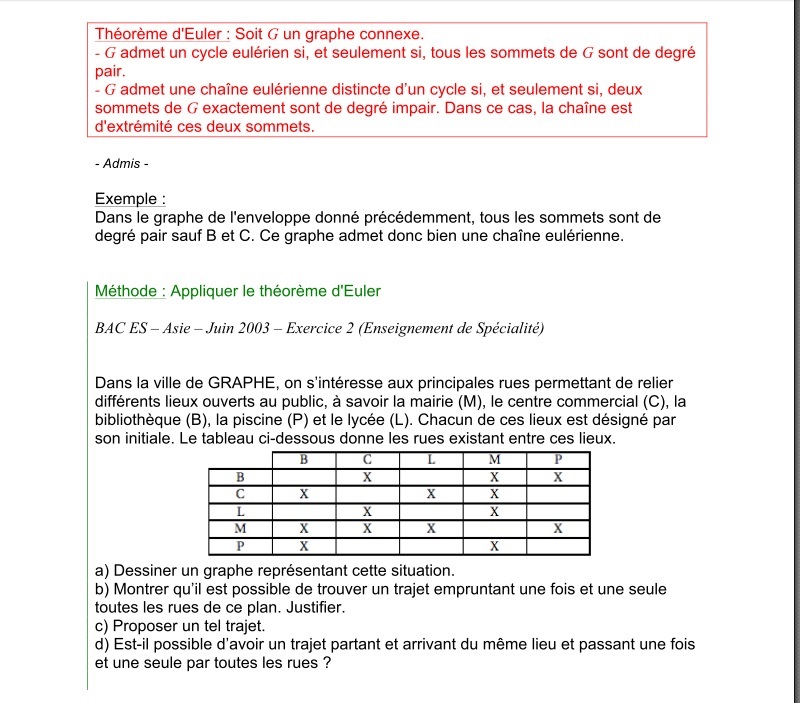 Théorème d'Euler : Soit G un graphe connexe.
- G admet un cycle eulérien si, et seulement si, tous les sommets de G sont de degré
pair.
- G admet une chaîne eulérienne distincte d'un cycle si, et seulement si, deux
sommets de G exactement sont de degré impair. Dans ce cas, la chaîne est
d'extrémité ces deux sommets.
- Admis -
Exemple :
Dans le graphe de l'enveloppe donné précédemment, tous les sommets sont de
degré pair sauf B et C. Ce graphe admet donc bien une chaîne eulérienne.
Méthode : Appliquer le théorème d'Euler
BAC ES – Asie – Juin 2003 – Exercice 2 (Enseignement de Spécialité)
Dans la ville de GRAPHE, on s'intéresse aux principales rues permettant de relier
différents lieux ouverts au public, à savoir la mairie (M), le centre commercial (C), la
bibliothèque (B), la piscine (P) et le lycée (L). Chacun de ces lieux est désigné par
son initiale. Le tableau ci-dessous donne les rues existant entre ces lieux.
B C L M P
B X X X
C X X X
L X X
M X X X X
P X X
a) Dessiner un graphe représentant cette situation.
b) Montrer qu'il est possible de trouver un trajet empruntant une fois et une seule
toutes les rues de ce plan. Justifier.
c) Proposer un tel trajet.
d) Est-il possible d'avoir un trajet partant et arrivant du même lieu et passant une fois
et une seule par toutes les rues ?